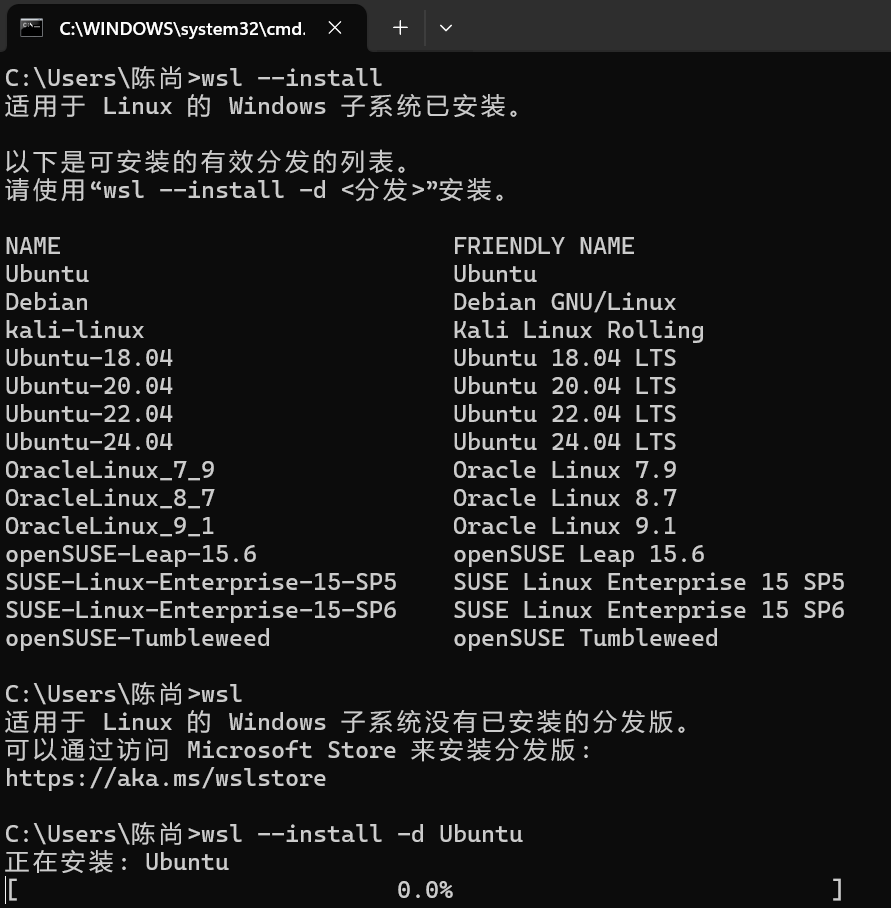 C:\WINDOWS\system32\cmd.
C:\Users\陈尚>wsl --install
适用于 Linux 的 Windows 子系统已安装。
以下是可安装的有效分发的列表。
请使用“wsl --install -d <分发>”安装。
NAME FRIENDLY NAME
Ubuntu Ubuntu
Debian Debian GNU/Linux
kali-linux Kali Linux Rolling
Ubuntu-18.04 Ubuntu 18.04 LTS
Ubuntu-20.04 Ubuntu 20.04 LTS
Ubuntu-22.04 Ubuntu 22.04 LTS
Ubuntu-24.04 Ubuntu 24.04 LTS
OracleLinux_7_9 Oracle Linux 7.9
OracleLinux_8_7 Oracle Linux 8.7
OracleLinux_9_1 Oracle Linux 9.1
openSUSE-Leap-15.6 openSUSE Leap 15.6
SUSE-Linux-Enterprise-15-SP5 SUSE Linux Enterprise 15 SP5
SUSE-Linux-Enterprise-15-SP6 SUSE Linux Enterprise 15 SP6
openSUSE-Tumbleweed openSUSE Tumbleweed
C:\Users\陈尚>wsl
适用于 Linux 的 Windows 子系统没有已安装的分发版。
可以通过访问 Microsoft Store 来安装分发版:
https://aka.ms/wslstore
C:\Users\陈尚>wsl --install -d Ubuntu
正在安装: Ubuntu
[ 0.0% ]